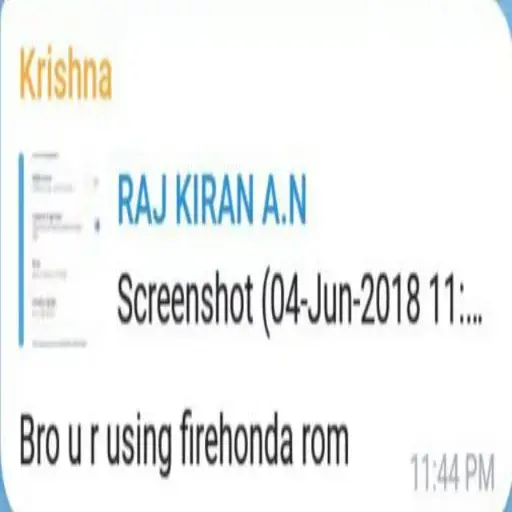 Krishna
RAJ KIRAN A.N
Screenshot (04-Jun-2018 11:...
Bro u r using firehonda rom
11:44 PM